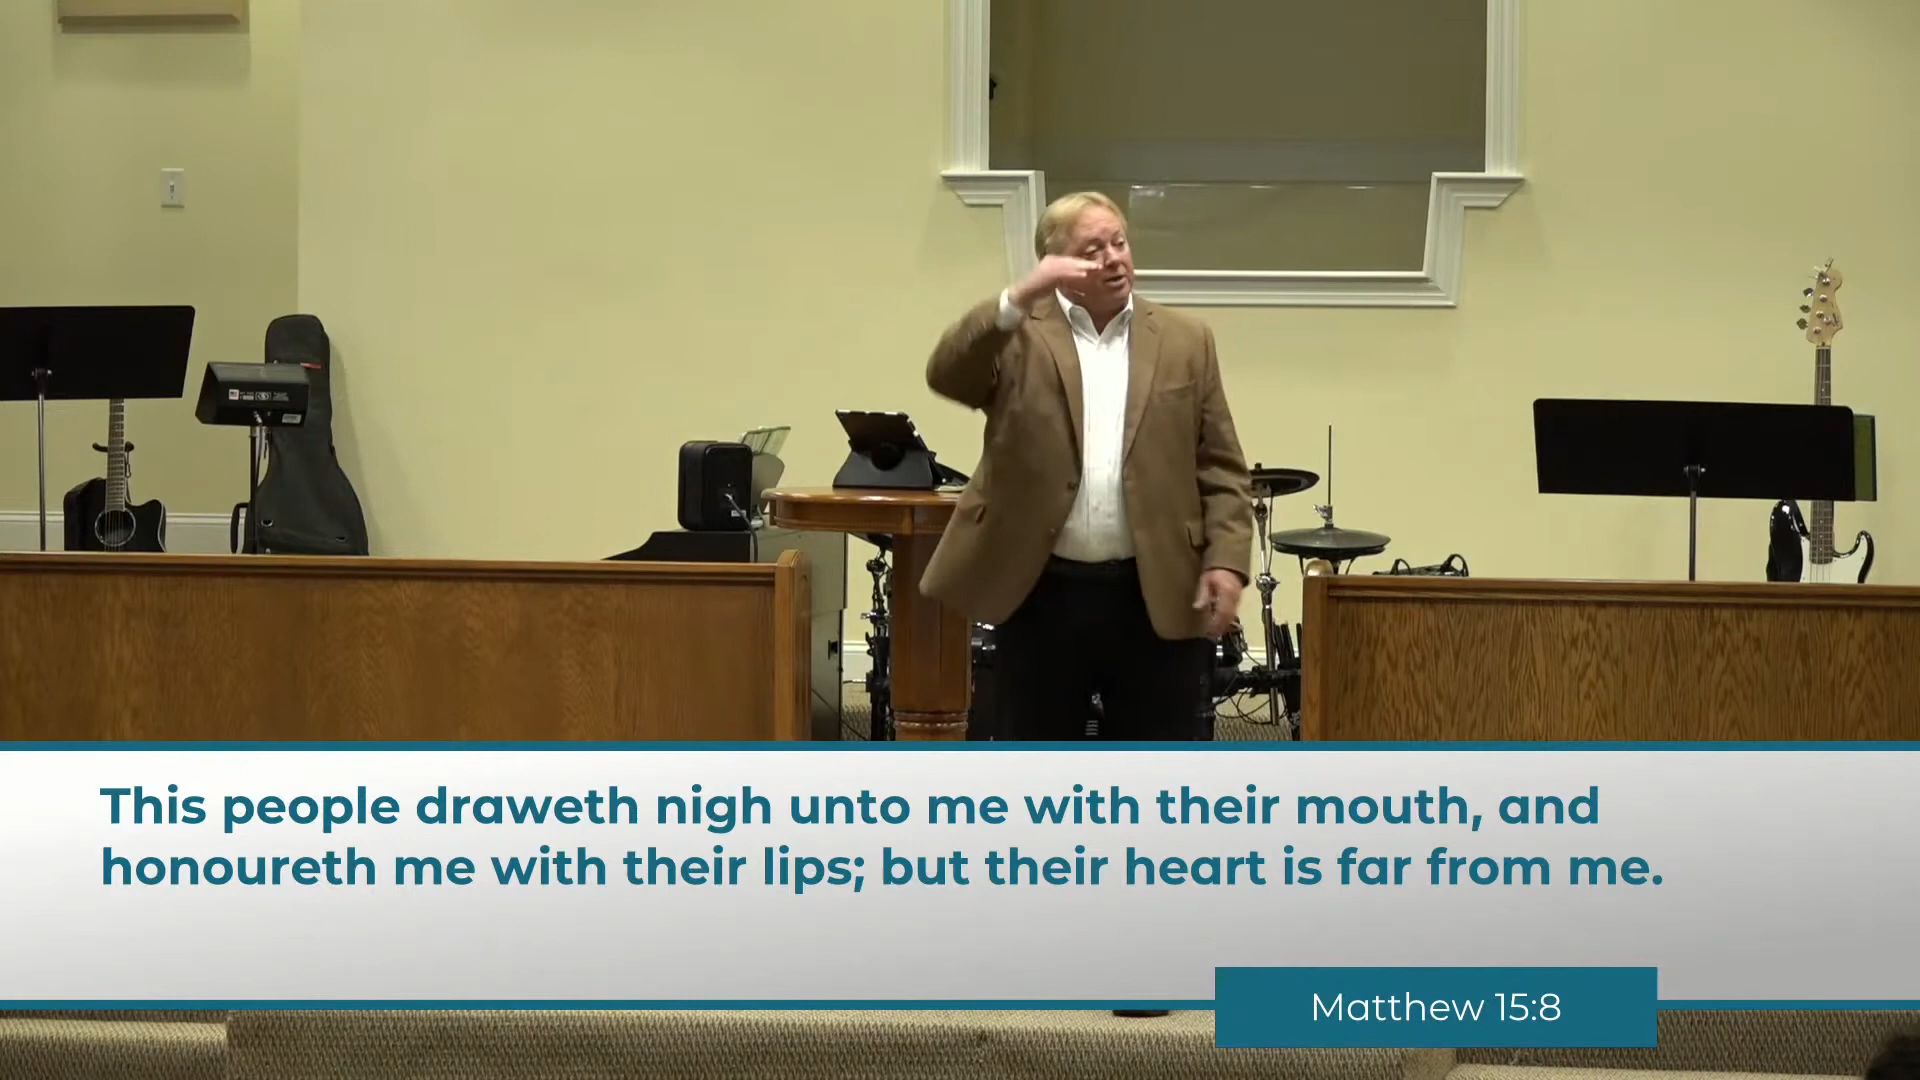 This people draweth nigh unto me with their mouth, and
honoureth me with their lips; but their heart is far from me.
Matthew 15:8